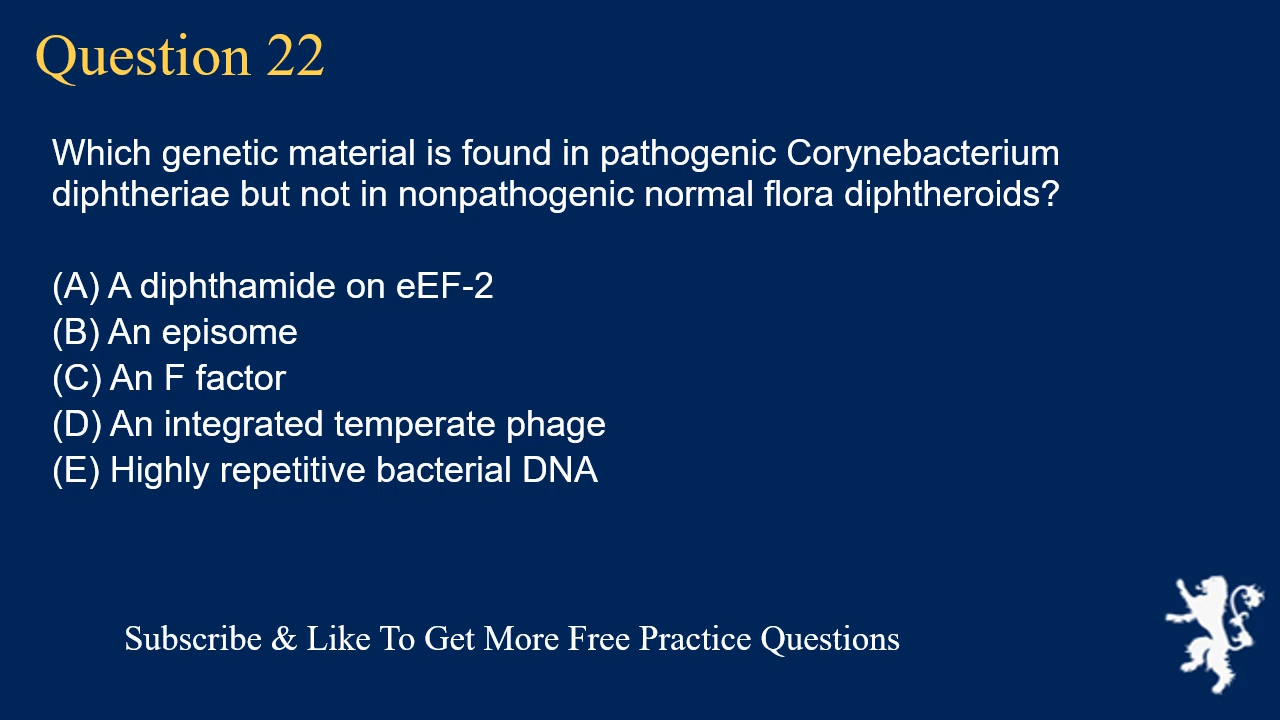 Question 22
Which genetic material is found in pathogenic Corynebacterium
diphtheriae but not in nonpathogenic normal flora diphtheroids?
(A) A diphthamide on eEF-2
(B) An episome
(C) An F factor
(D) An integrated temperate phage
(E) Highly repetitive bacterial DNA
Subscribe & Like To Get More Free Practice Questions